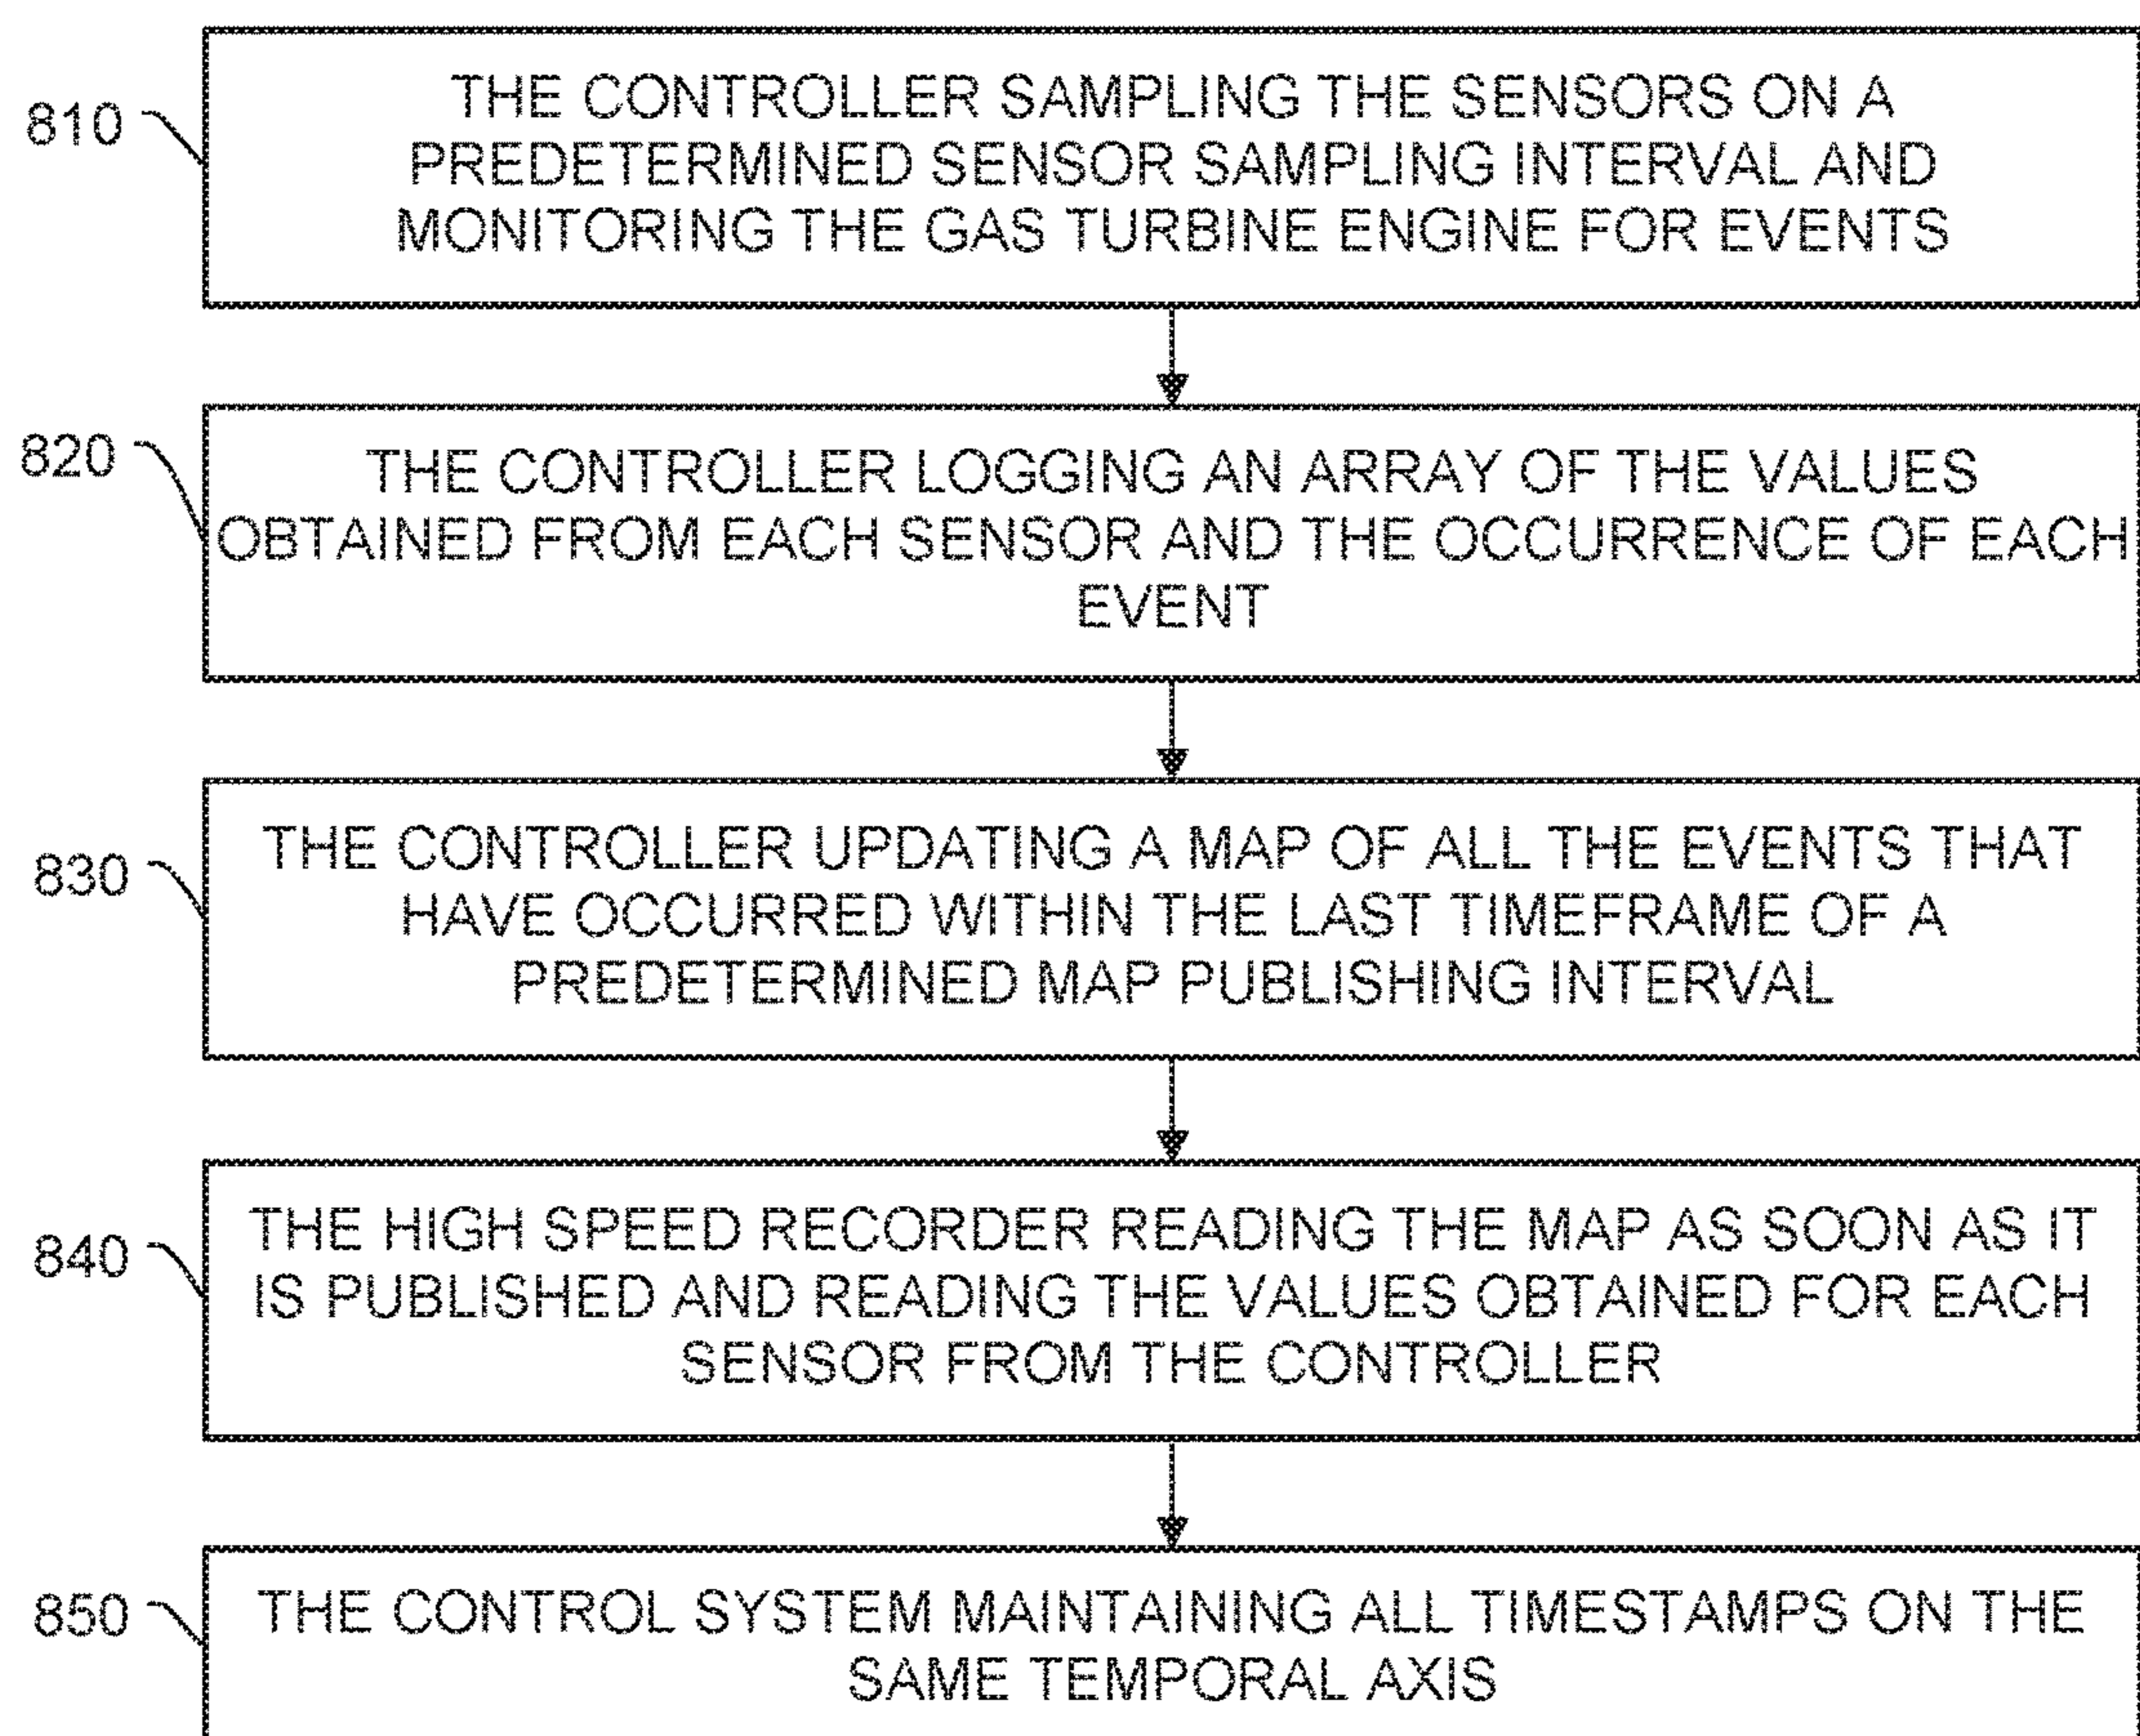 810
THE CONTROLLER SAMPLING THE SENSORS ON A
PREDETERMINED SENSOR SAMPLING INTERVAL AND
MONITORING THE GAS TURBINE ENGINE FOR EVENTS
820
THE CONTROLLER LOGGING AN ARRAY OF THE VALUES
OBTAINED FROM EACH SENSOR AND THE OCCURRENCE OF EACH
EVENT
830
THE CONTROLLER UPDATING A MAP OF ALL THE EVENTS THAT
HAVE OCCURRED WITHIN THE LAST TIMEFRAME OF A
PREDETERMINED MAP PUBLISHING INTERVAL
840
THE HIGH SPEED RECORDER READING THE MAP AS SOON AS IT
IS PUBLISHED AND READING THE VALUES OBTAINED FOR EACH
SENSOR FROM THE CONTROLLER
850
THE CONTROL SYSTEM MAINTAINING ALL TIMESTAMPS ON THE
SAME TEMPORAL AXIS